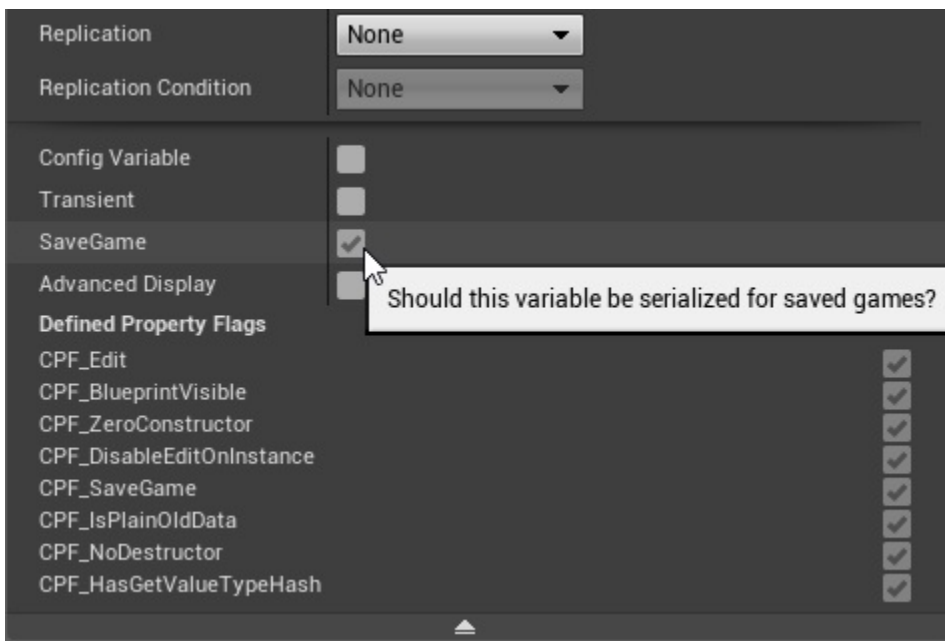 Replication None
Replication Condition None
Config Variable
Transient
SaveGame
Advanced Display
Should this variable be serialized for saved games?
Defined Property Flags
CPF_Edit
CPF_BlueprintVisible
CPF_ZeroConstructor
CPF_DisableEditOnInstance
CPF_SaveGame
CPF_IsPlainOldData
CPF_NoDestructor
CPF_HasGetValueTypeHash